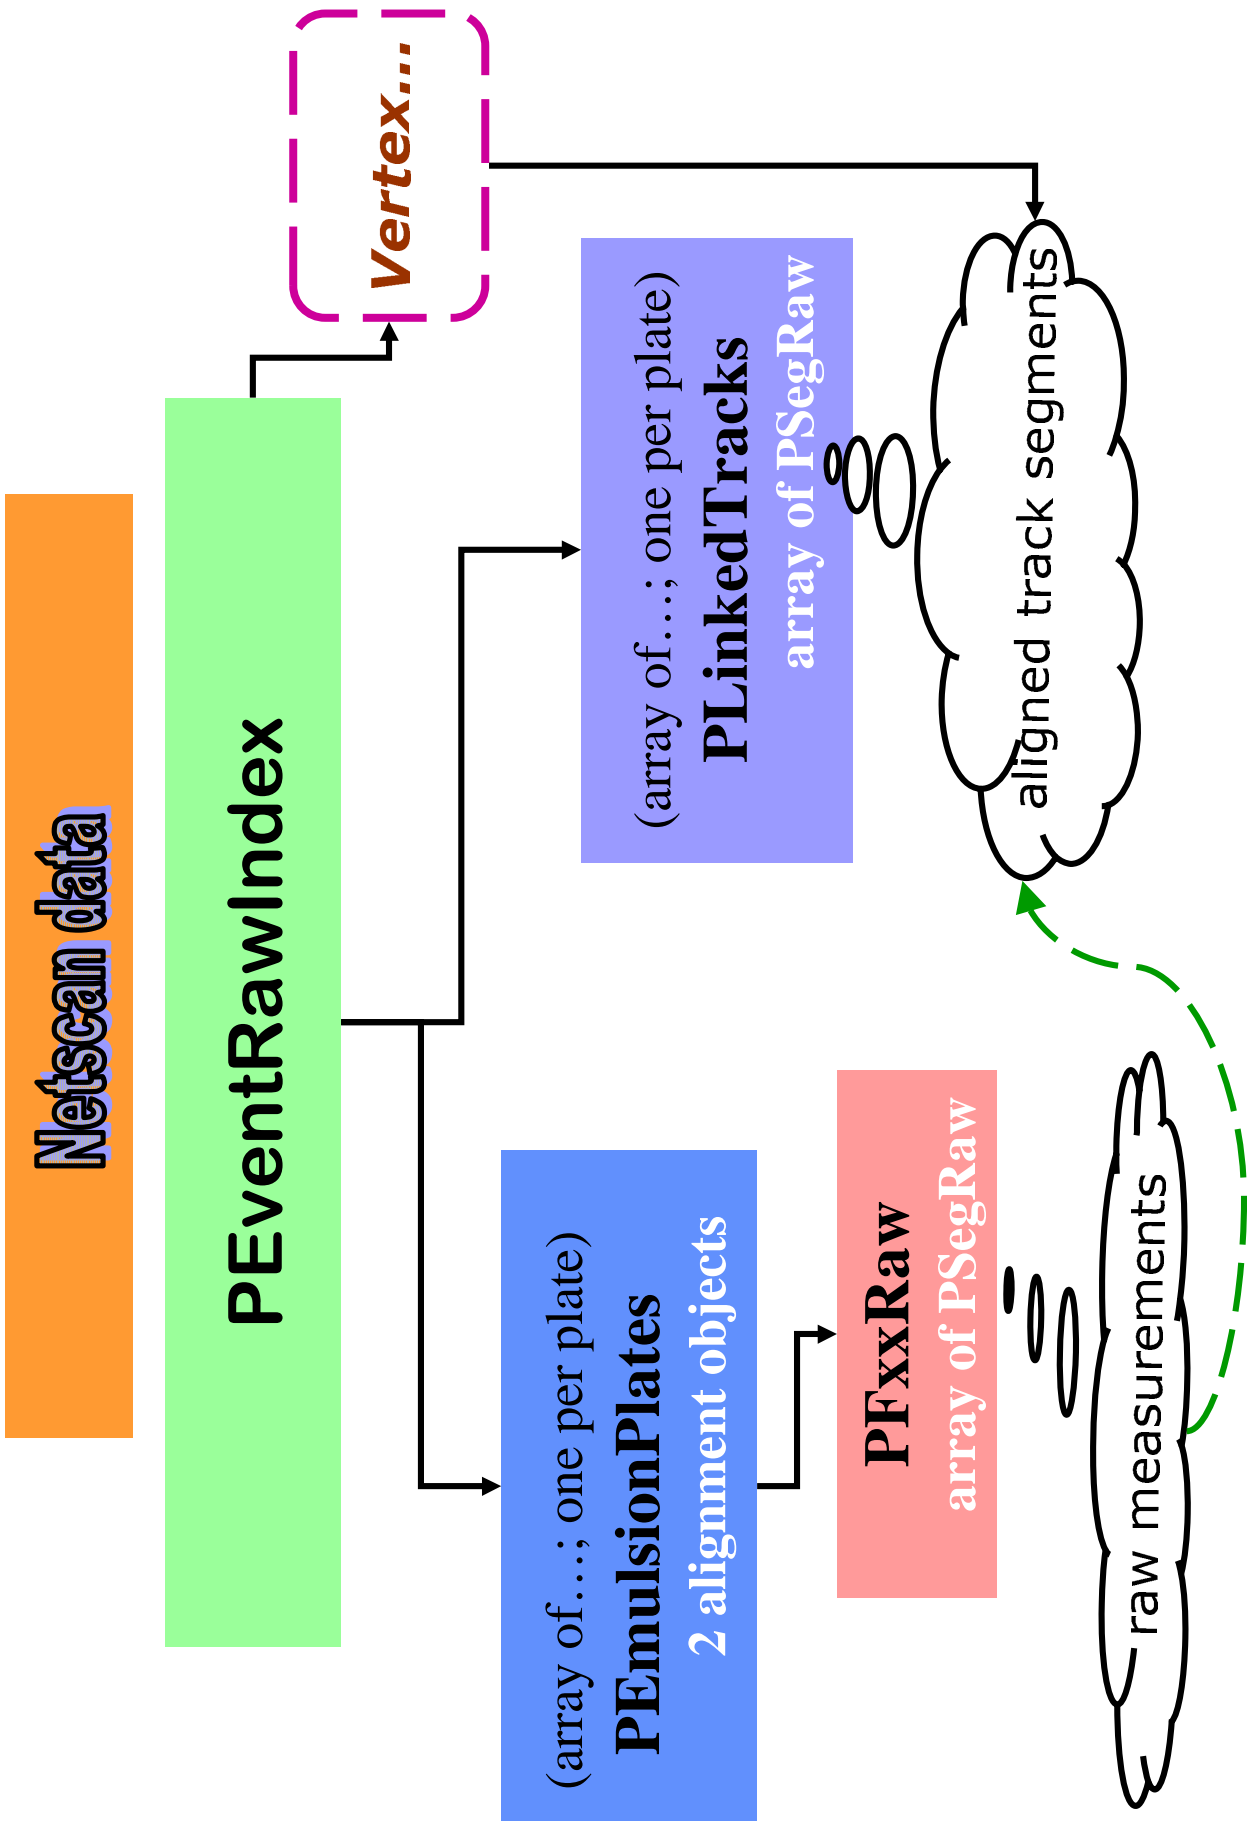 Netscan data
PEventRawIndex
Vertex...
(array of…; one per plate)
PEmulsionPlates
2 alignment objects
(array of…; one per plate)
PLinkedTracks
array of PSegRaw
PFxxRaw
array of PSegRaw
raw measurements
aligned track segments